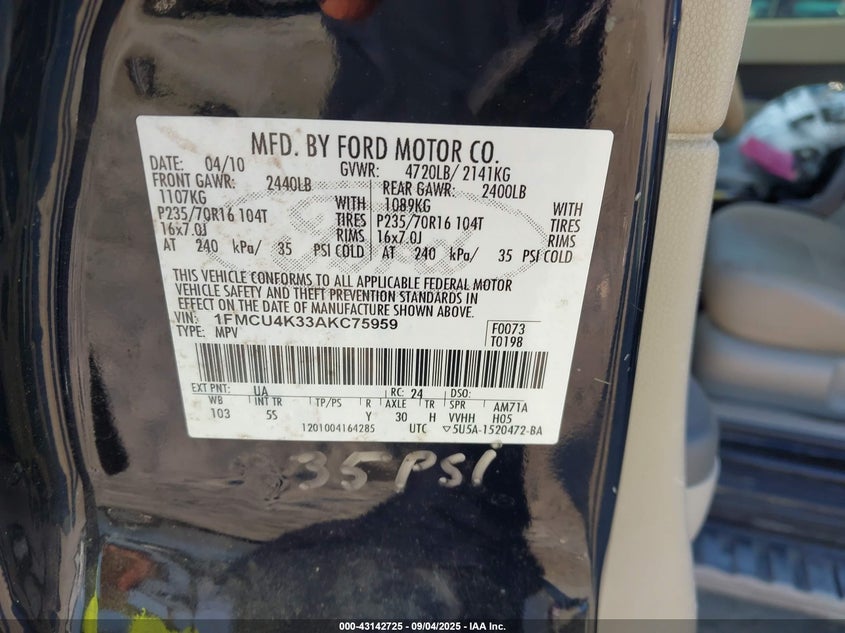 MFD. BY FORD MOTOR CO.
DATE: 04/10 GVWR: 4720LB/ 2141KG
FRONT GAWR: 2440LB REAR GAWR: 2400LB
1107KG WITH 1089KG WITH
P235/70R16 104T TIRES P235/70R16 104T TIRES
16x7.0J RIMS 16x7.0J RIMS
AT 240 kPa/ 35 PSI COLD AT 240 kPa/ 35 PSI COLD
THIS VEHICLE CONFORMS TO ALL APPLICABLE FEDERAL MOTOR
VEHICLE SAFETY AND THEFT PREVENTION STANDARDS IN
EFFECT ON THE DATE OF MANUFACTURE SHOWN ABOVE.
VIN: 1FMCU4K33AKC75959
TYPE: MPV
F0073
T0198
EXT PNT: UA RC: 24 DSO:
WB INT TR TP/PS R AXLE TR SPR AM71A
103 55 Y 30 H VVHH H05
1201004164285 UTC ▽5U5A-1520472-BA
35 PSi
000-43142725 - 09/04/2025 - IAA Inc.